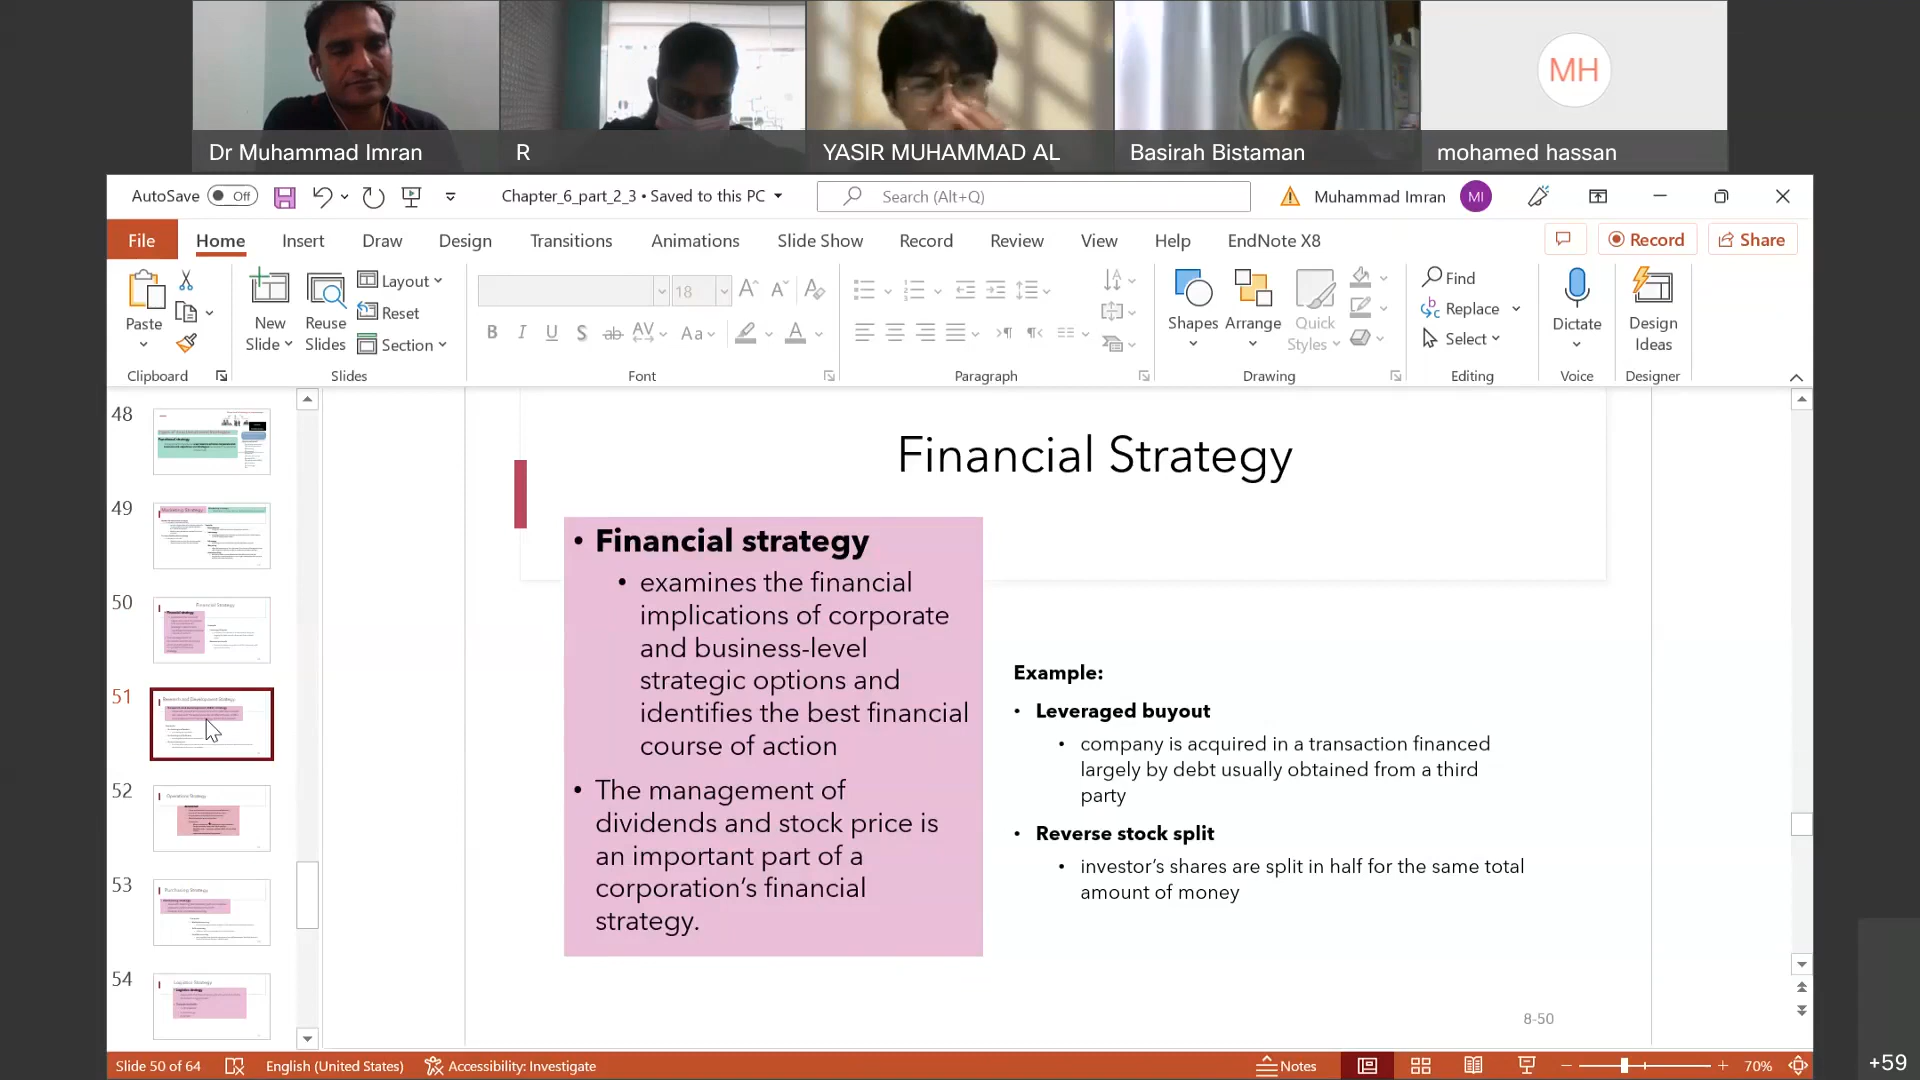 MH
Dr Muhammad Imran
R
YASIR MUHAMMAD AL
Basirah Bistaman
mohamed hassan
AutoSave
Off
Chapter_6_part_2_3 • Saved to this PC
Search (Alt+Q)
Muhammad Imran
MI
File
Home
Insert
Draw
Design
Transitions
Animations
Slide Show
Record
Review
View
Help
EndNote X8
Record
Share
Paste
Clipboard
New
Slide
Reuse
Slides
Layout
Reset
Section
Slides
18
Aa
Font
Paragraph
Shapes
Arrange
Quick
Styles
Drawing
Find
Replace
Select
Editing
Dictate
Voice
Design
Ideas
Designer
48
49
50
51
52
53
54
Financial Strategy
• Financial strategy
• examines the financial
implications of corporate
and business-level
strategic options and
identifies the best financial
course of action
• The management of
dividends and stock price is
an important part of a
corporation’s financial
strategy.
Example:
• Leveraged buyout
• company is acquired in a transaction financed
largely by debt usually obtained from a third
party
• Reverse stock split
• investor’s shares are split in half for the same total
amount of money
8-50
Slide 50 of 64
English (United States)
Accessibility: Investigate
Notes
70%
+59